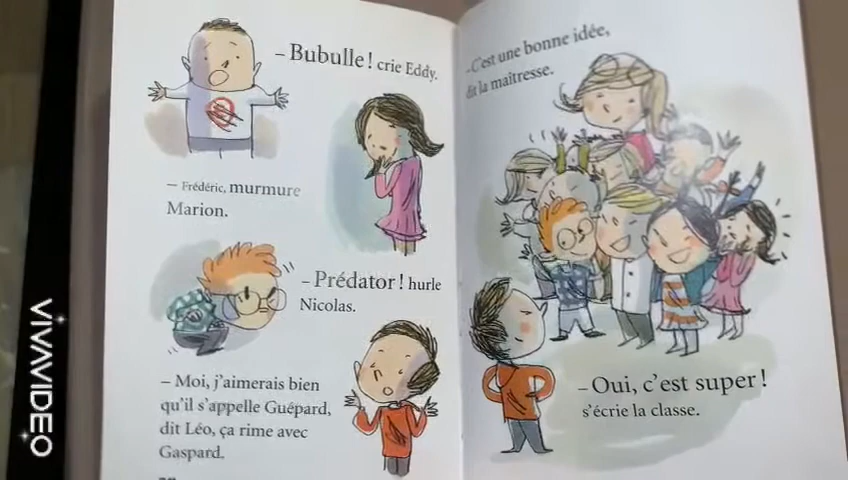 – Bubulle ! crie Eddy.
– Frédéric, murmure
Marion.
– Prédator ! hurle
Nicolas.
– Moi, j'aimerais bien
qu'il s'appelle Guépard,
dit Léo, ça rime avec
Gaspard.
– C'est une bonne idée,
dit la maîtresse.
– Oui, c'est super !
s'écrie la classe.
VIVAVIDEO